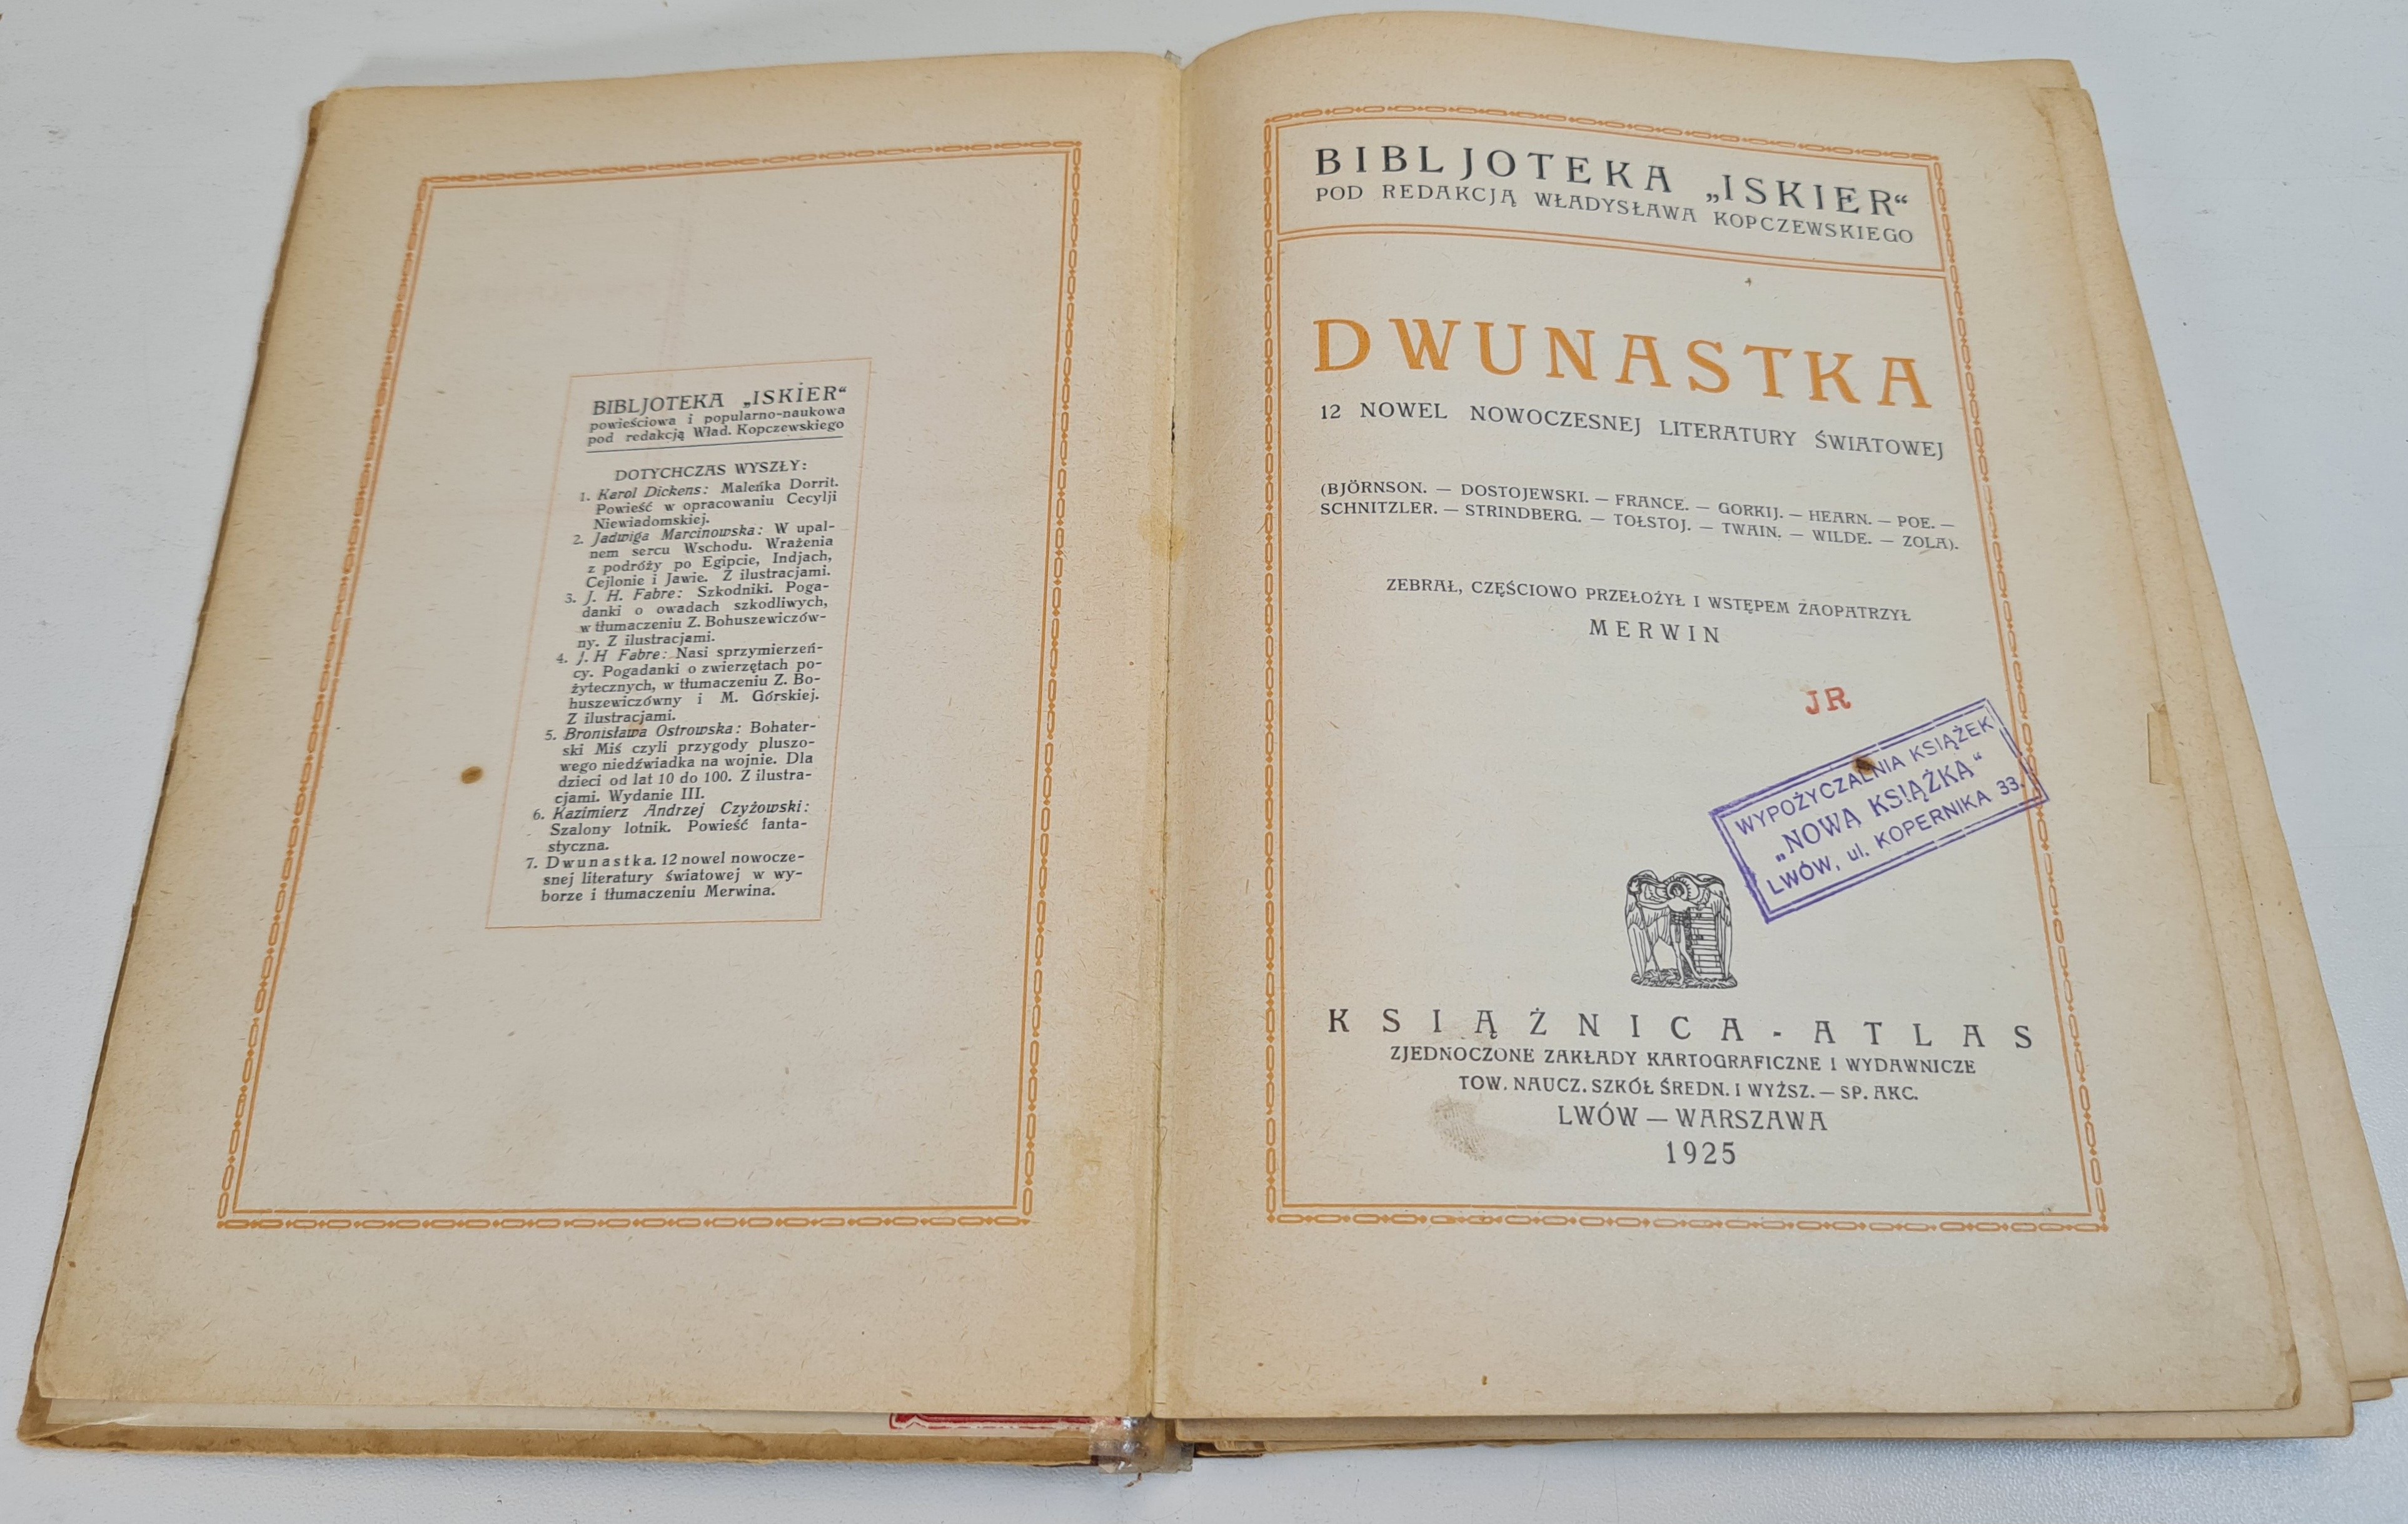 BIBLJOTEKA „ISKIER“
powieściowa i popularno-naukowa
pod redakcją Wład. Kopczewskiego
DOTYCHCZAS WYSZŁY:
1. Karol Dickens: Maleńka Dorrit.
Powieść w opracowaniu Cecylji
Niewiadomskiej.
2. Jadwiga Marcinowska: W upal-
nem sercu Wschodu. Wrażenia
z podróży po Egipcie, Indjach,
Cejlonie i Jawie. Z ilustracjami.
3. J. H. Fabre: Szkodniki. Poga-
danki o owadach szkodliwych,
w tłumaczeniu Z. Bohuszewiczów-
ny. Z ilustracjami.
4. J. H Fabre: Nasi sprzymierzeń-
cy. Pogadanki o zwierzętach po-
żytecznych, w tłumaczeniu Z. Bo-
huszewiczówny i M. Górskiej.
Z ilustracjami.
5. Bronisława Ostrowska: Bohater-
ski Miś czyli przygody pluszo-
wego niedźwiadka na wojnie. Dla
dzieci od lat 10 do 100. Z ilustra-
cjami. Wydanie III.
6. Kazimierz Andrzej Czyżowski:
Szalony lotnik. Powieść fanta-
styczna.
7. Dwunastka. 12 nowel nowocze-
snej literatury światowej w wy-
borze i tłumaczeniu Merwina.
BIBLJOTEKA „ISKIER“
POD REDAKCJĄ WŁADYSŁAWA KOPCZEWSKIEGO
DWUNASTKA
12 NOWEL NOWOCZESNEJ LITERATURY ŚWIATOWEJ
(BJÖRNSON. — DOSTOJEWSKI. — FRANCE. — GORKIJ. — HEARN. — POE. —
SCHNITZLER. — STRINDBERG. — TOŁSTOJ. — TWAIN. — WILDE. — ZOLA).
ZEBRAŁ, CZĘŚCIOWO PRZEŁOŻYŁ I WSTĘPEM ZAOPATRZYŁ
MERWIN
JR
WYPOŻYCZALNIA KSIĄŻEK
„NOWA KSIĄŻKA“
LWÓW, ul. KOPERNIKA 33.
KSIĄŻNICA-ATLAS
ZJEDNOCZONE ZAKŁADY KARTOGRAFICZNE I WYDAWNICZE
TOW. NAUCZ. SZKÓŁ ŚREDN. I WYŻSZ. — SP. AKC.
LWÓW — WARSZAWA
1925